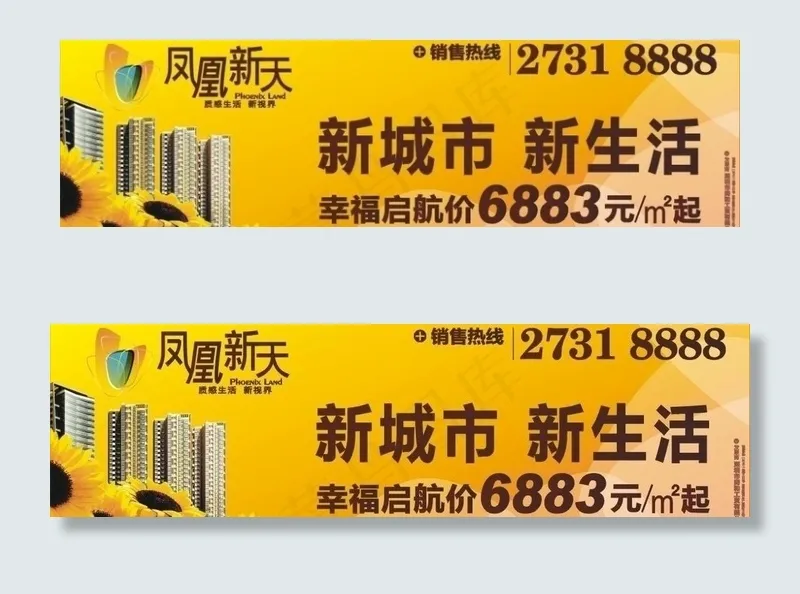 凤凰新天
Phoenix Land
质感生活 新视界
销售热线 2731 8888
新城市 新生活
幸福启航价6883元/㎡起
凤凰新天
Phoenix Land
质感生活 新视界
销售热线 2731 8888
新城市 新生活
幸福启航价6883元/㎡起